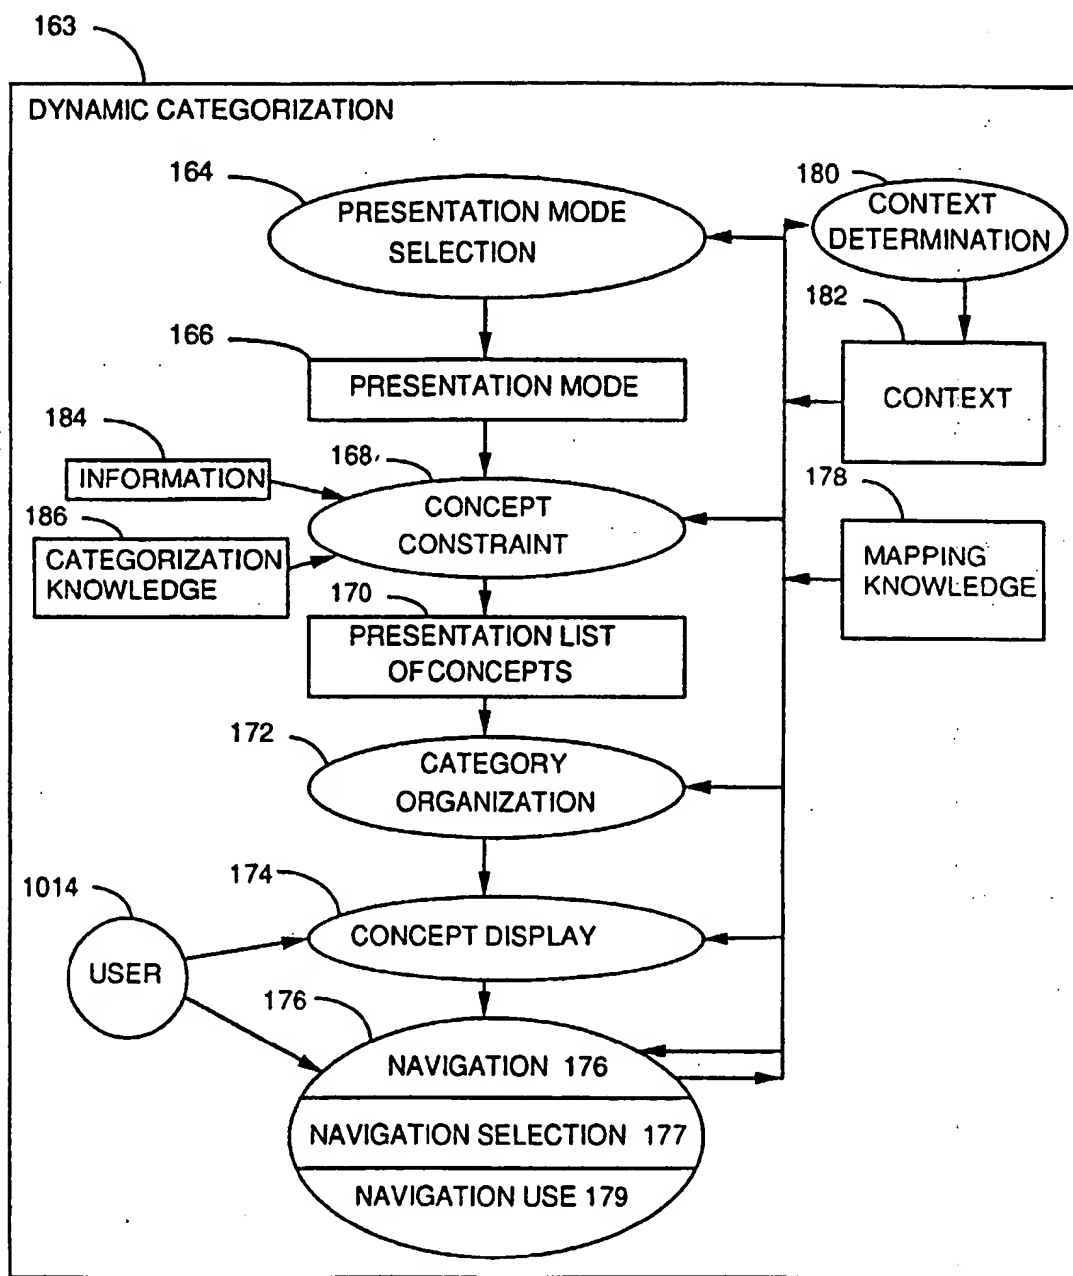 163
DYNAMIC CATEGORIZATION
164
PRESENTATION MODE
SELECTION
180
CONTEXT
DETERMINATION
166
PRESENTATION MODE
182
CONTEXT
184
INFORMATION
168
CONCEPT
CONSTRAINT
178
MAPPING
KNOWLEDGE
186
CATEGORIZATION
KNOWLEDGE
170
PRESENTATION LIST
OF CONCEPTS
172
CATEGORY
ORGANIZATION
174
CONCEPT DISPLAY
1014
USER
176
NAVIGATION 176
NAVIGATION SELECTION 177
NAVIGATION USE 179